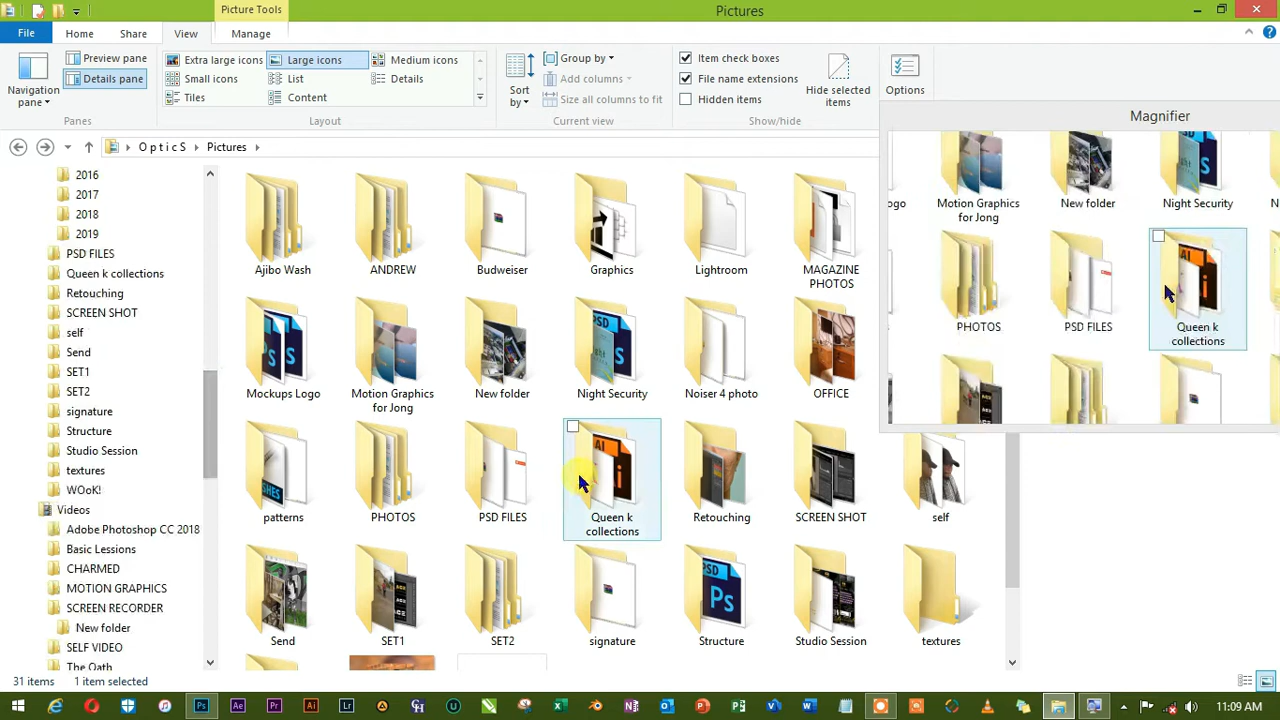 Picture Tools
Pictures
File
Home
Share
View
Manage
Preview pane
Details pane
Navigation pane
Extra large icons
Large icons
Medium icons
Small icons
List
Details
Tiles
Content
Sort by
Group by
Add columns
Size all columns to fit
Item check boxes
File name extensions
Hidden items
Hide selected items
Options
Panes
Layout
Current view
Show/hide
O p t i c S
Pictures
Magnifier
Motion Graphics for Jong
New folder
Night Security
PHOTOS
PSD FILES
Queen k collections
2016
2017
2018
2019
PSD FILES
Queen k collections
Retouching
SCREEN SHOT
self
Send
SET1
SET2
signature
Structure
Studio Session
textures
WOoK!
Videos
Adobe Photoshop CC 2018
Basic Lessions
CHARMED
MOTION GRAPHICS
SCREEN RECORDER
New folder
SELF VIDEO
The Oath
Ajibo Wash
ANDREW
Budweiser
Graphics
Lightroom
MAGAZINE PHOTOS
Mockups Logo
Motion Graphics for Jong
New folder
Night Security
Noiser 4 photo
OFFICE
patterns
PHOTOS
PSD FILES
Queen k collections
Retouching
SCREEN SHOT
self
Send
SET1
SET2
signature
Structure
Studio Session
textures
31 items
1 item selected
11:09 AM